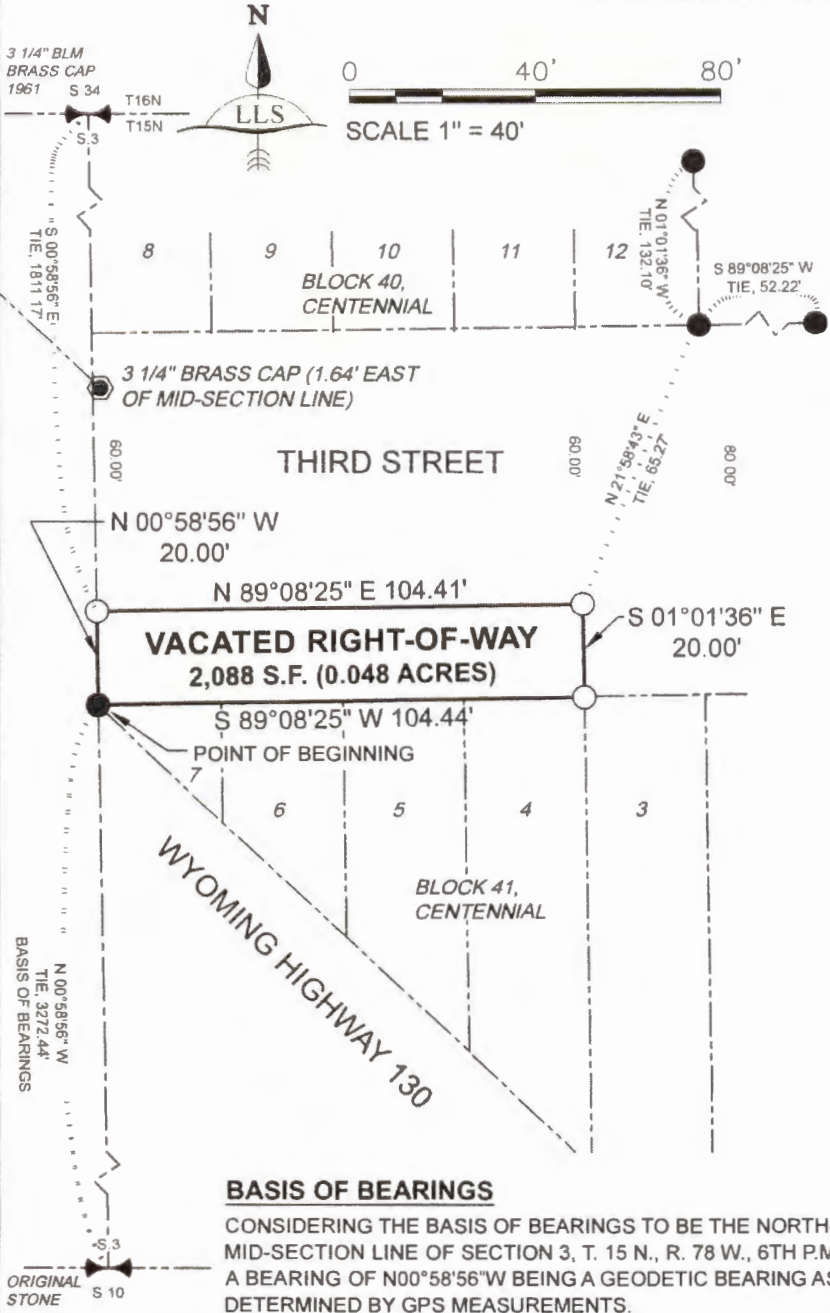 N
3 1/4" BLM
BRASS CAP
1961
S 34
T16N
T15N
S.3
LLS
0 40' 80'
SCALE 1" = 40'
S 00°58'56" E
TIE, 1811.17'
8
9
10
11
12
BLOCK 40,
CENTENNIAL
N 01°01'36" W
TIE, 132.10'
S 89°08'25" W
TIE, 52.22'
3 1/4" BRASS CAP (1.64' EAST
OF MID-SECTION LINE)
60.00'
THIRD STREET
60.00'
N 21°58'43" E
TIE, 65.27'
80.00'
N 00°58'56" W
20.00'
N 89°08'25" E 104.41'
S 01°01'36" E
20.00'
VACATED RIGHT-OF-WAY
2,088 S.F. (0.048 ACRES)
S 89°08'25" W 104.44'
POINT OF BEGINNING
7
6
5
4
3
BLOCK 41,
CENTENNIAL
WYOMING HIGHWAY 130
N 00°58'56" W
TIE, 3272.44'
BASIS OF BEARINGS
S.3
S 10
ORIGINAL
STONE
BASIS OF BEARINGS
CONSIDERING THE BASIS OF BEARINGS TO BE THE NORTH-
MID-SECTION LINE OF SECTION 3, T. 15 N., R. 78 W., 6TH P.M
A BEARING OF N00°58'56"W BEING A GEODETIC BEARING AS
DETERMINED BY GPS MEASUREMENTS.